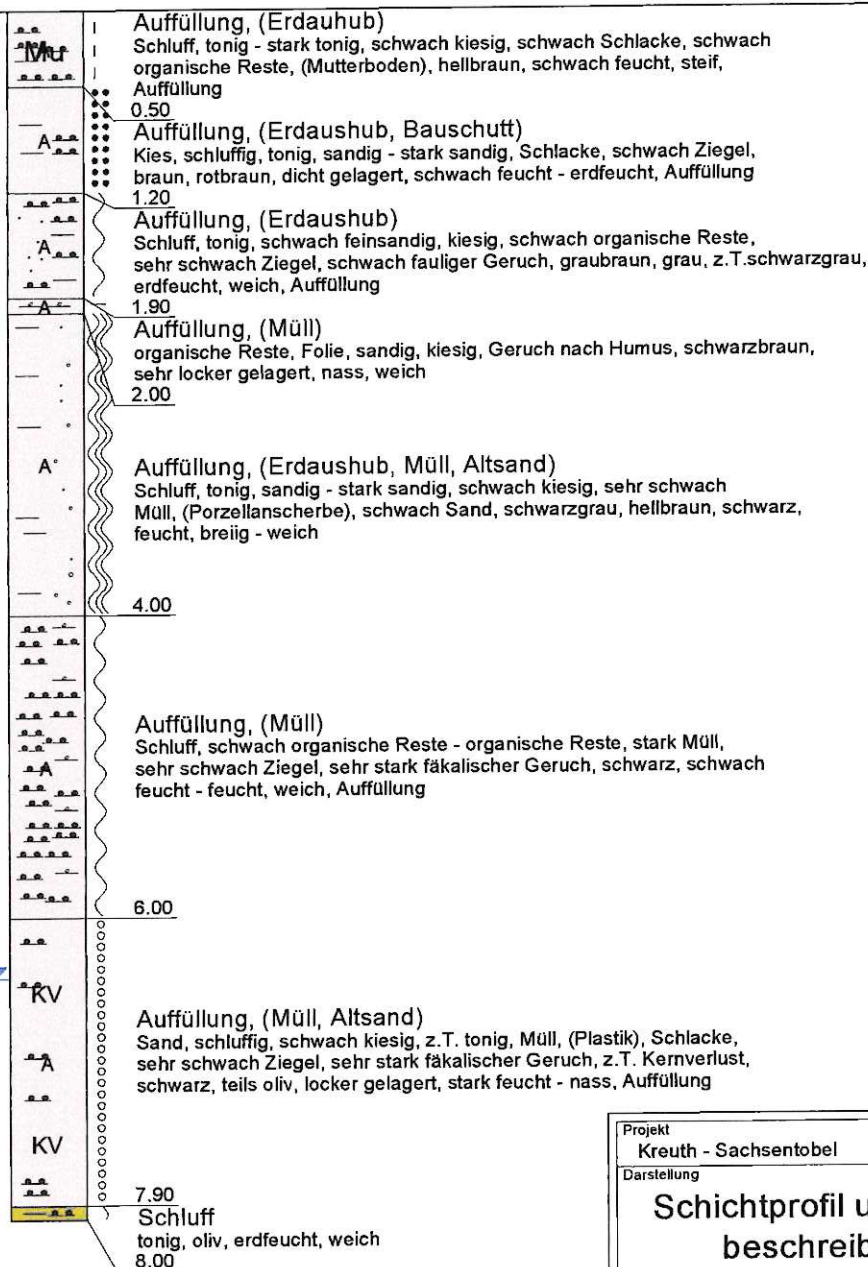 Mu
Auffüllung, (Erdauhub)
Schluff, tonig - stark tonig, schwach kiesig, schwach Schlacke, schwach
organische Reste, (Mutterboden), hellbraun, schwach feucht, steif,
Auffüllung
0.50
A
Auffüllung, (Erdaushub, Bauschutt)
Kies, schluffig, tonig, sandig - stark sandig, Schlacke, schwach Ziegel,
braun, rotbraun, dicht gelagert, schwach feucht - erdfeucht, Auffüllung
1.20
A
Auffüllung, (Erdaushub)
Schluff, tonig, schwach feinsandig, kiesig, schwach organische Reste,
sehr schwach Ziegel, schwach fauliger Geruch, graubraun, grau, z.T.schwarzgrau,
erdfeucht, weich, Auffüllung
1.90
A
Auffüllung, (Müll)
organische Reste, Folie, sandig, kiesig, Geruch nach Humus, schwarzbraun,
sehr locker gelagert, nass, weich
2.00
A
Auffüllung, (Erdaushub, Müll, Altsand)
Schluff, tonig, sandig - stark sandig, schwach kiesig, sehr schwach
Müll, (Porzellanscherbe), schwach Sand, schwarzgrau, hellbraun, schwarz,
feucht, breiig - weich
4.00
A
Auffüllung, (Müll)
Schluff, schwach organische Reste - organische Reste, stark Müll,
sehr schwach Ziegel, sehr stark fäkalischer Geruch, schwarz, schwach
feucht - feucht, weich, Auffüllung
6.00
KV
A
KV
Auffüllung, (Müll, Altsand)
Sand, schluffig, schwach kiesig, z.T. tonig, Müll, (Plastik), Schlacke,
sehr schwach Ziegel, sehr stark fäkalischer Geruch, z.T. Kernverlust,
schwarz, teils oliv, locker gelagert, stark feucht - nass, Auffüllung
7.90
Schluff
tonig, oliv, erdfeucht, weich
8.00
Projekt
Kreuth - Sachsentobel
Darstellung
Schichtprofil u
beschreib